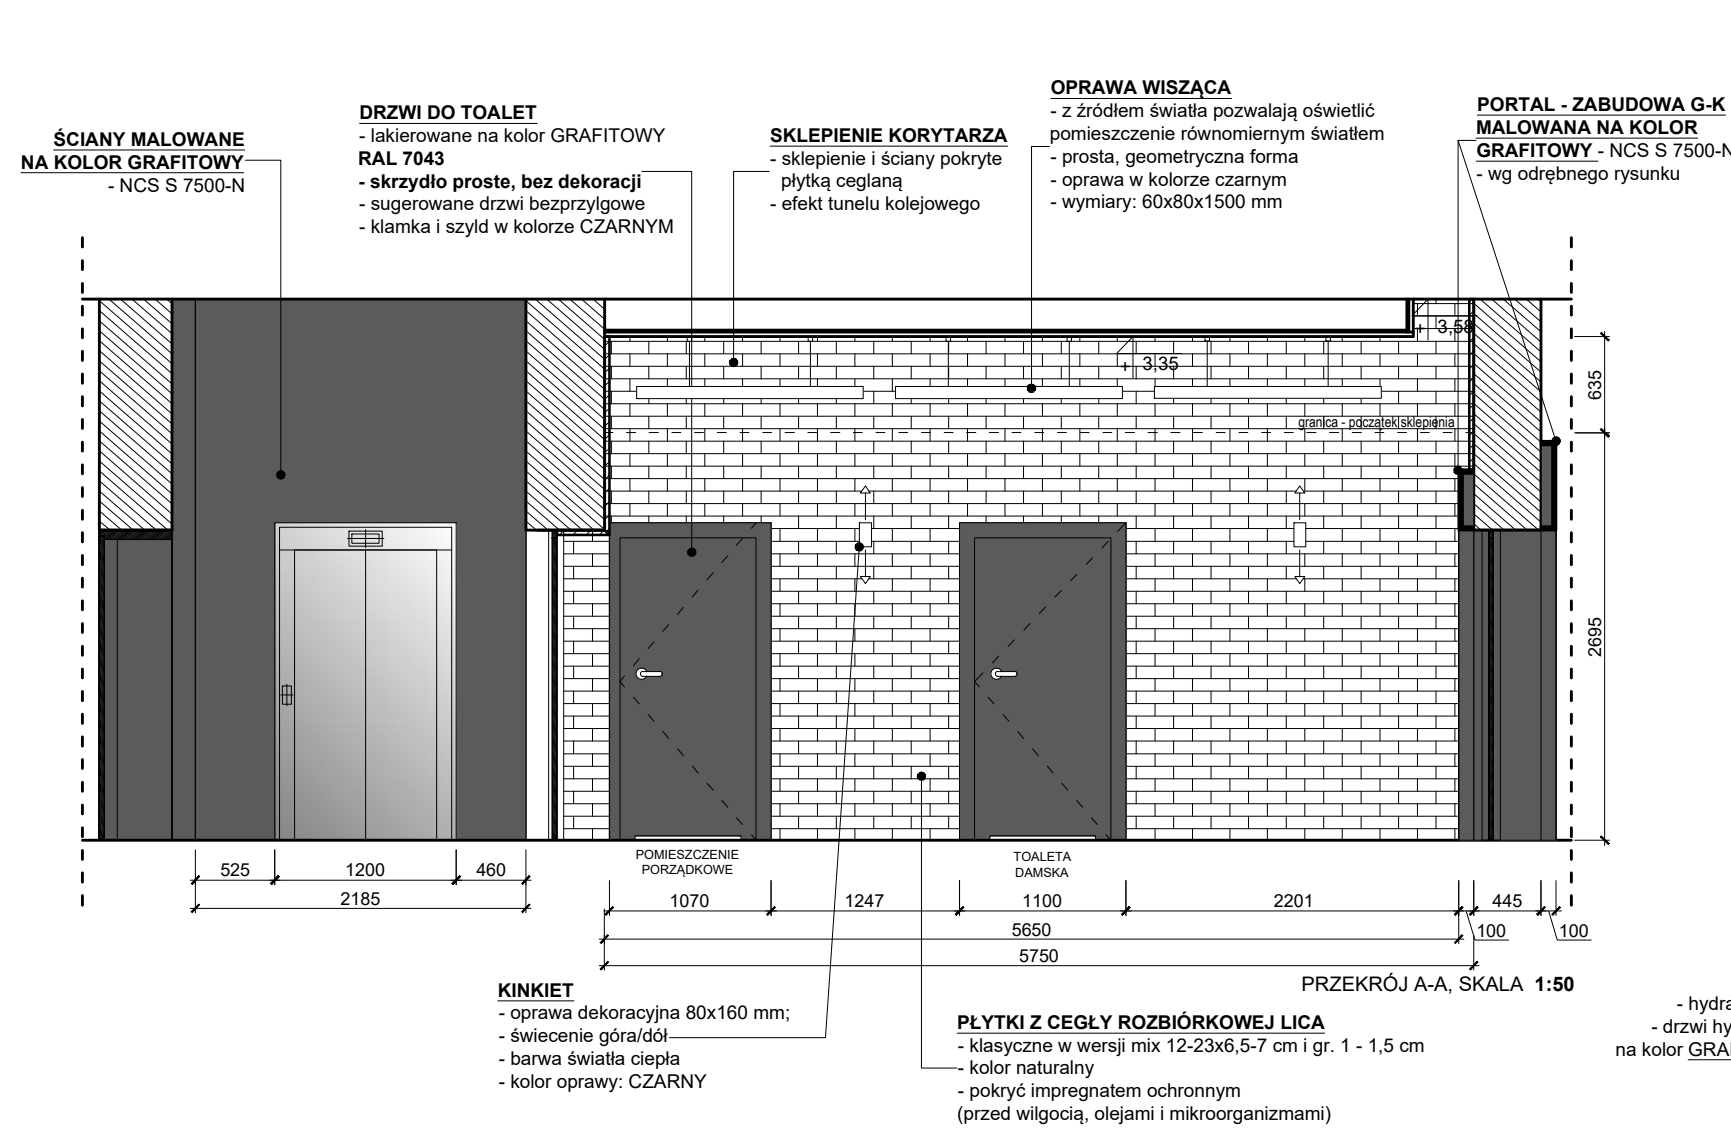 ŚCIANY MALOWANE
NA KOLOR GRAFITOWY
- NCS S 7500-N
DRZWI DO TOALET
- lakierowane na kolor GRAFITOWY
RAL 7043
- skrzydło proste, bez dekoracji
- sugerowane drzwi bezprzylgowe
- klamka i szyld w kolorze CZARNYM
SKLEPIENIE KORYTARZA
- sklepienie i ściany pokryte
płytką ceglaną
- efekt tunelu kolejowego
OPRAWA WISZĄCA
- z źródłem światła pozwalają oświetlić
pomieszczenie równomiernym światłem
- prosta, geometryczna forma
- oprawa w kolorze czarnym
- wymiary: 60x80x1500 mm
PORTAL - ZABUDOWA G-K
MALOWANA NA KOLOR
GRAFITOWY - NCS S 7500-N
- wg odrębnego rysunku
+ 3,58
+ 3,35
granica - początek sklepienia
635
2695
POMIESZCZENIE
PORZĄDKOWE
TOALETA
DAMSKA
525 1200 460
2185
1070 1247 1100 2201 445
100 100
5650
5750
PRZEKRÓJ A-A, SKALA 1:50
KINKIET
- oprawa dekoracyjna 80x160 mm;
- świecenie góra/dół
- barwa światła ciepła
- kolor oprawy: CZARNY
PŁYTKI Z CEGŁY ROZBIÓRKOWEJ LICA
- klasyczne w wersji mix 12-23x6,5-7 cm i gr. 1 - 1,5 cm
- kolor naturalny
- pokryć impregnatem ochronnym
(przed wilgocią, olejami i mikroorganizmami)
- hydra
- drzwi hy
na kolor GRA